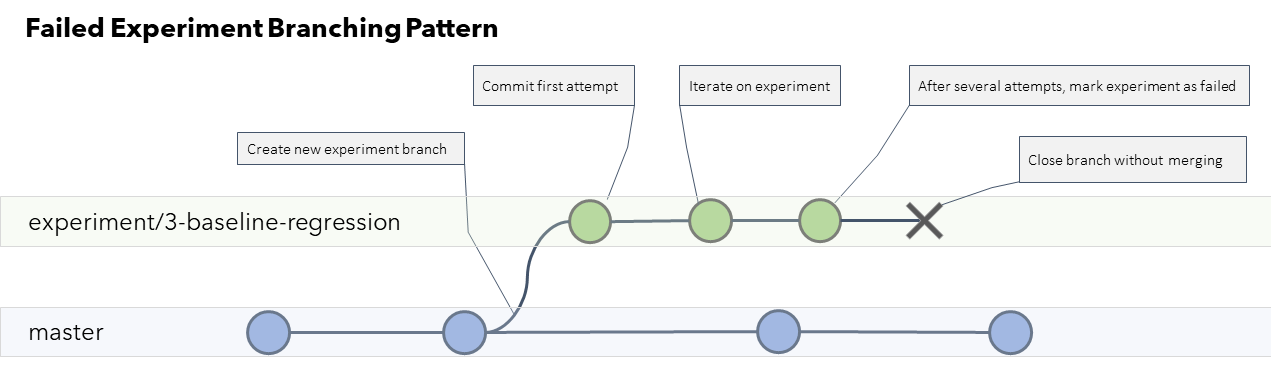 Failed Experiment Branching Pattern
Commit first attempt
Iterate on experiment
After several attempts, mark experiment as failed
Create new experiment branch
Close branch without merging
experiment/3-baseline-regression
master